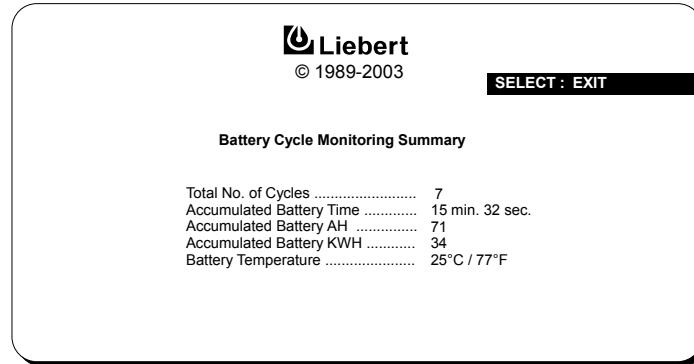 Liebert
© 1989-2003
SELECT : EXIT
Battery Cycle Monitoring Summary
Total No. of Cycles ......................... 7
Accumulated Battery Time ............. 15 min. 32 sec.
Accumulated Battery AH ............... 71
Accumulated Battery KWH ............ 34
Battery Temperature ...................... 25°C / 77°F